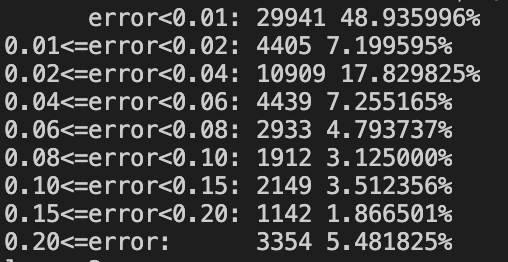 error<0.01: 29941 48.935996%
0.01<=error<0.02: 4405 7.199595%
0.02<=error<0.04: 10909 17.829825%
0.04<=error<0.06: 4439 7.255165%
0.06<=error<0.08: 2933 4.793737%
0.08<=error<0.10: 1912 3.125000%
0.10<=error<0.15: 2149 3.512356%
0.15<=error<0.20: 1142 1.866501%
0.20<=error: 3354 5.481825%